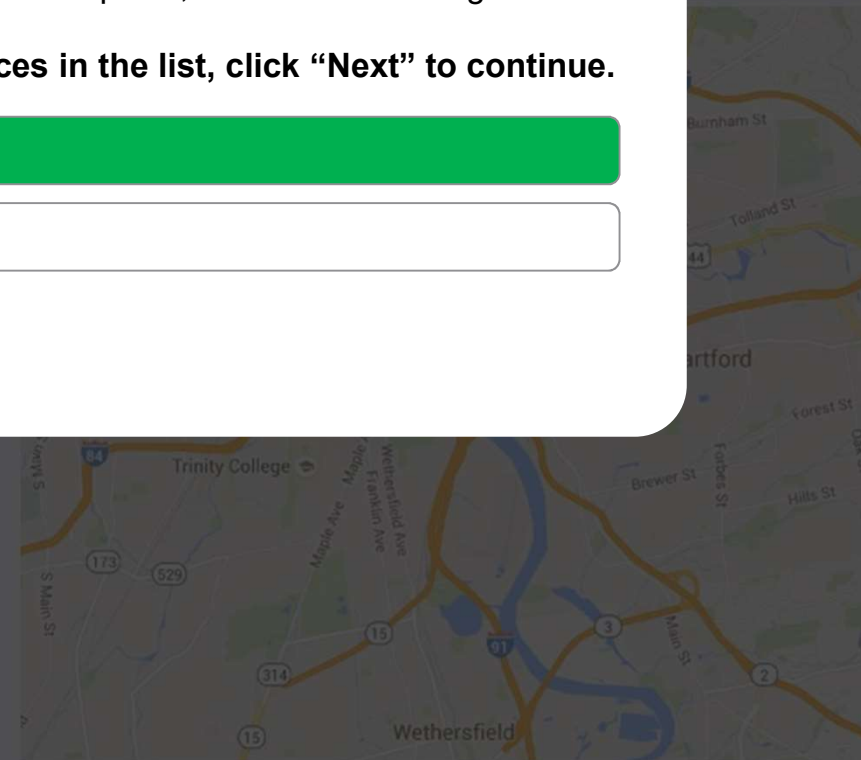 ces in the list, click “Next” to continue.
Burnham St
Tolland St
44
artford
Forest St
84
Trinity College
Maple
Wethersfield Ave
Franklin Ave
Maple Ave
Brewer St
Forbes St
Hills St
173
529
S Main St
15
3
91
Main St
314
2
15
Wethersfield